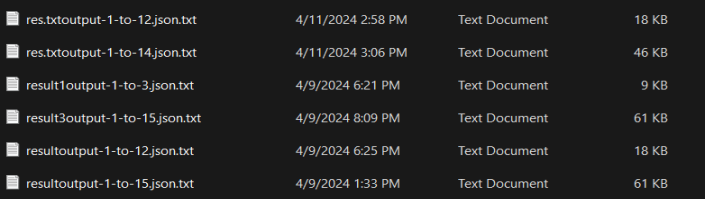 res.txtoutput-1-to-12.json.txt 4/11/2024 2:58 PM Text Document 18 KB
res.txtoutput-1-to-14.json.txt 4/11/2024 3:06 PM Text Document 46 KB
result1output-1-to-3.json.txt 4/9/2024 6:21 PM Text Document 9 KB
result3output-1-to-15.json.txt 4/9/2024 8:09 PM Text Document 61 KB
resultoutput-1-to-12.json.txt 4/9/2024 6:25 PM Text Document 18 KB
resultoutput-1-to-15.json.txt 4/9/2024 1:33 PM Text Document 61 KB